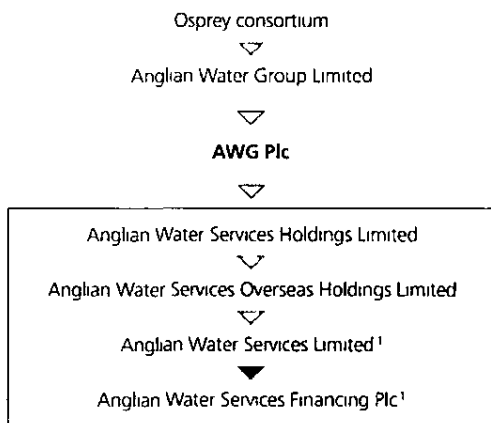 Osprey consortium
Anglian Water Group Limited
AWG Plc
Anglian Water Services Holdings Limited
Anglian Water Services Overseas Holdings Limited
Anglian Water Services Limited¹
Anglian Water Services Financing Plc¹